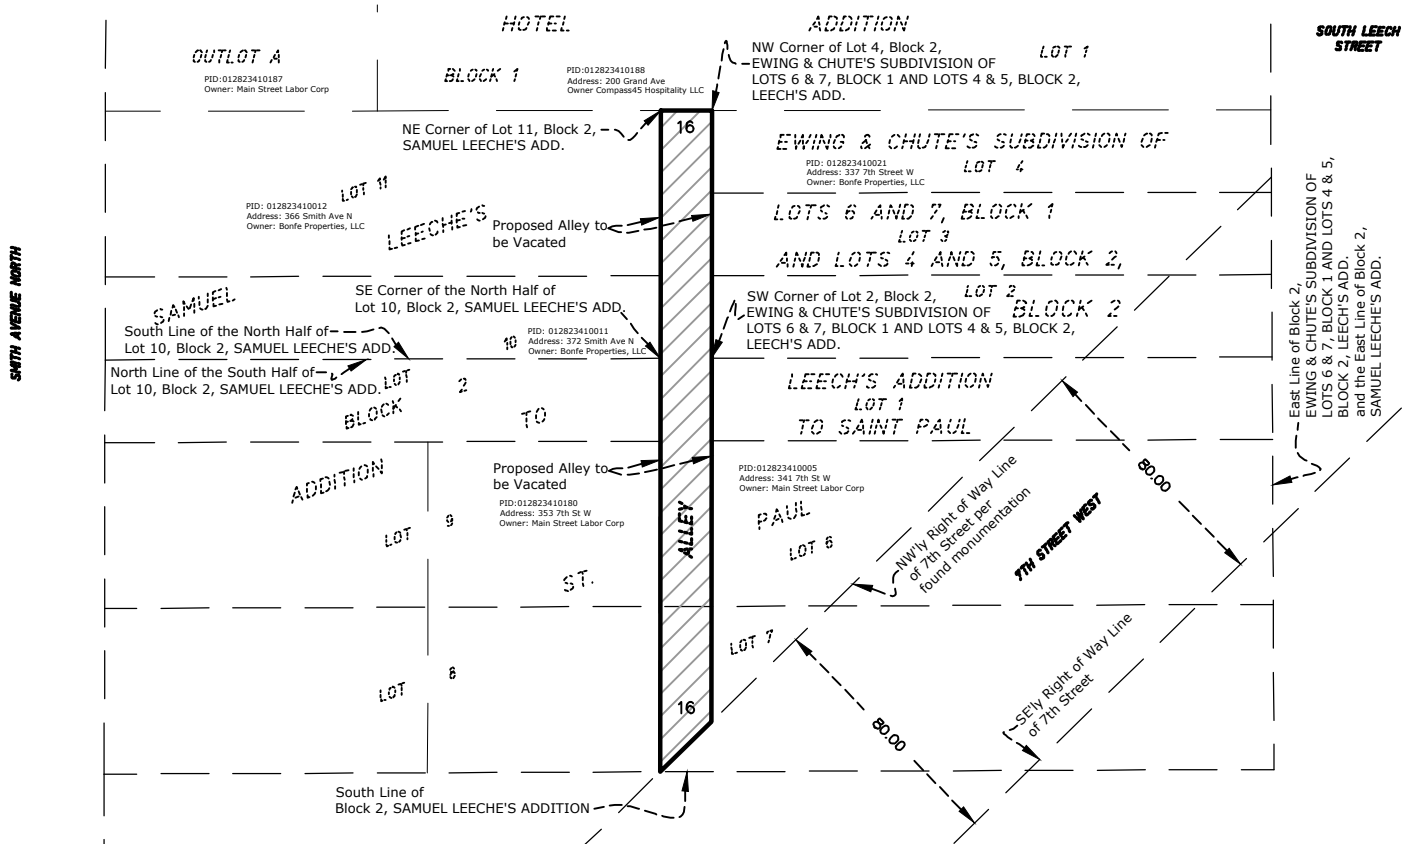 HOTEL
ADDITION
SOUTH LEECH
STREET
OUTLOT A
PID:012823410187
Owner: Main Street Labor Corp
BLOCK 1
PID:012823410188
Address: 200 Grand Ave
Owner Compass45 Hospitality LLC
NW Corner of Lot 4, Block 2,
EWING & CHUTE'S SUBDIVISION OF
LOTS 6 & 7, BLOCK 1 AND LOTS 4 & 5, BLOCK 2,
LEECH'S ADD.
LOT 1
NE Corner of Lot 11, Block 2,
SAMUEL LEECHE'S ADD.
16
EWING & CHUTE'S SUBDIVISION OF
PID: 012823410021
Address: 337 7th Street W
Owner: Bonfe Properties, LLC
LOT 4
LOT 11
PID: 012823410012
Address: 366 Smith Ave N
Owner: Bonfe Properties, LLC
LEECHE'S
Proposed Alley to
be Vacated
LOTS 6 AND 7, BLOCK 1
LOT 3
AND LOTS 4 AND 5, BLOCK 2,
SMITH AVENUE NORTH
SAMUEL
SE Corner of the North Half of
Lot 10, Block 2, SAMUEL LEECHE'S ADD.
SW Corner of Lot 2, Block 2,
EWING & CHUTE'S SUBDIVISION OF
LOTS 6 & 7, BLOCK 1 AND LOTS 4 & 5, BLOCK 2,
LEECH'S ADD.
LOT 2
BLOCK 2
South Line of the North Half of
Lot 10, Block 2, SAMUEL LEECHE'S ADD.
10
PID: 012823410011
Address: 372 Smith Ave N
Owner: Bonfe Properties, LLC
North Line of the South Half of
Lot 10, Block 2, SAMUEL LEECHE'S ADD.
LOT
BLOCK
2
TO
LEECH'S ADDITION
LOT 1
TO SAINT PAUL
East Line of Block 2,
EWING & CHUTE'S SUBDIVISION OF
LOTS 6 & 7, BLOCK 1 AND LOTS 4 & 5,
BLOCK 2, LEECH'S ADD.
and the East Line of Block 2,
SAMUEL LEECHE'S ADD.
ADDITION
Proposed Alley to
be Vacated
PID:012823410180
Address: 353 7th St W
Owner: Main Street Labor Corp
PID:012823410005
Address: 341 7th St W
Owner: Main Street Labor Corp
LOT
9
ALLEY
PAUL
LOT 6
NW'ly Right of Way Line
of 7th Street per
found monumentation
80.00
7TH STREET WEST
ST.
LOT 7
LOT
8
16
80.00
SE'ly Right of Way Line
of 7th Street
South Line of
Block 2, SAMUEL LEECHE'S ADDITION